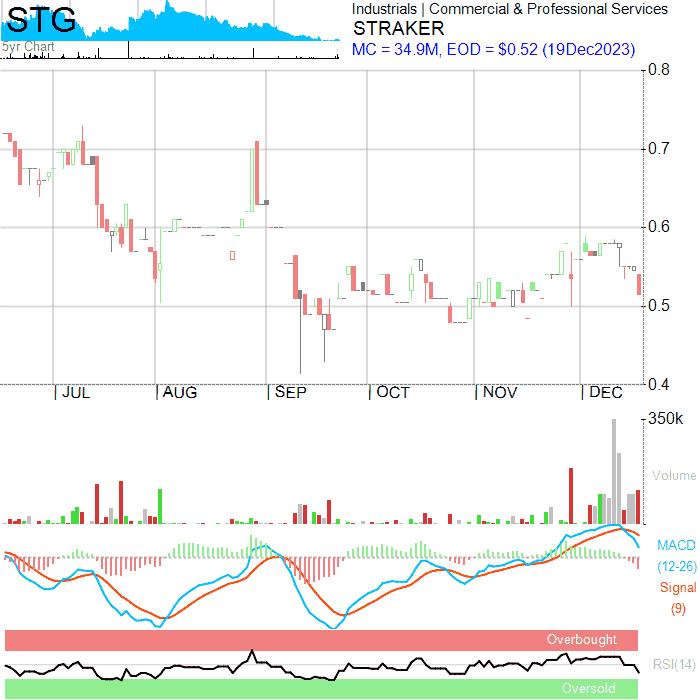 STG
5yr Chart
Industrials | Commercial & Professional Services
STRAKER
MC = 34.9M, EOD = $0.52 (19Dec2023)
0.8
0.7
0.6
0.5
0.4
JUL AUG SEP OCT NOV DEC
350k
Volume
MACD
(12-26)
Signal
(9)
Overbought
RSI(14)
Oversold